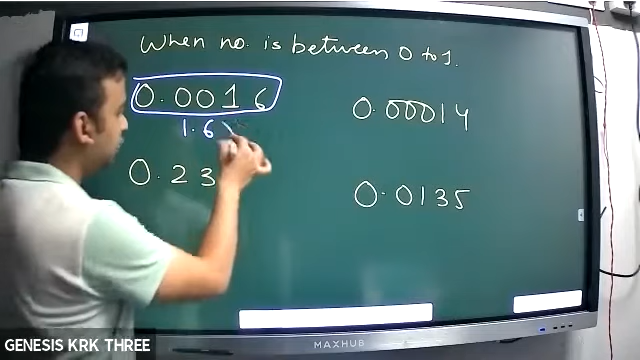 When no. is between 0 to 1.
0.0016
0.00014
1.6
0.23
0.0135
MAXHUB
GENESIS KRK THREE